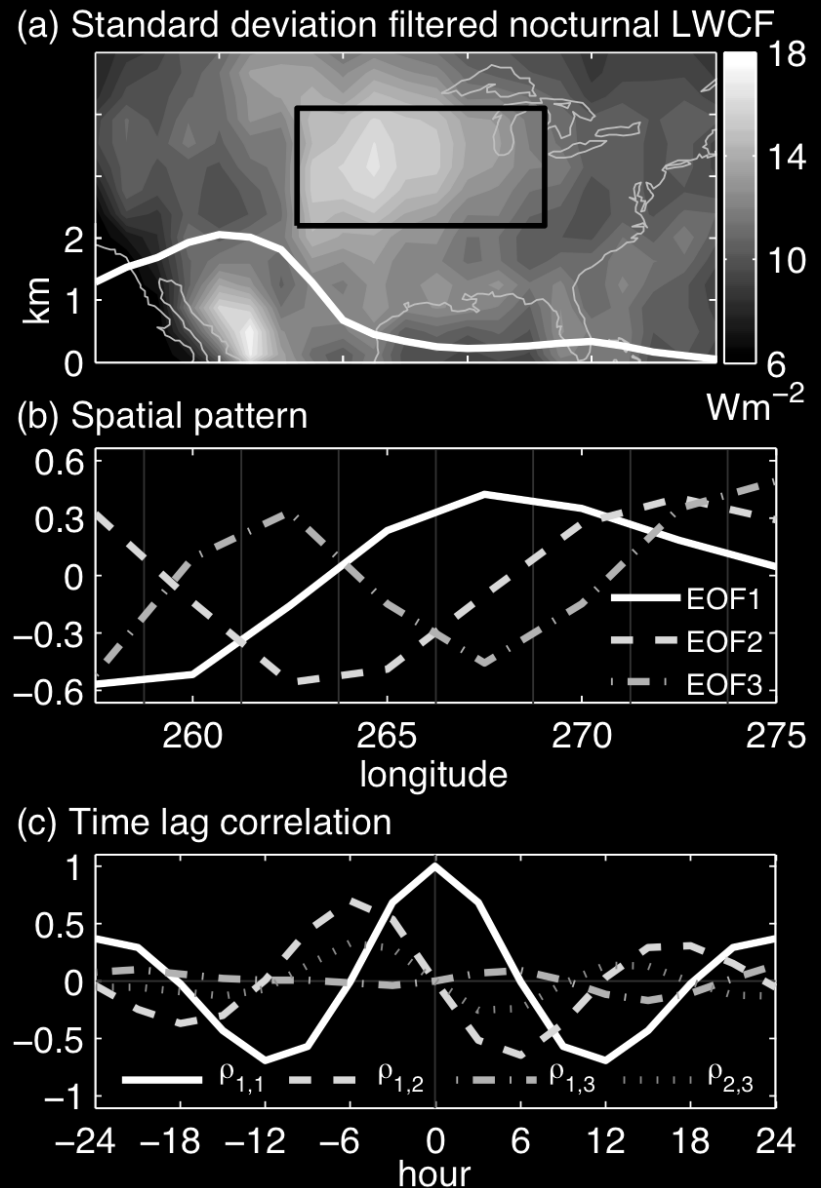 (a) Standard deviation filtered nocturnal LWCF
18
14
10
6
Wm−2
2
1
0
km
(b) Spatial pattern
0.6
0.3
0
−0.3
−0.6
EOF1
EOF2
EOF3
260 265 270 275
longitude
(c) Time lag correlation
1
0.5
0
−0.5
−1
ρ1,1 ρ1,2 ρ1,3 ρ2,3
−24 −18 −12 −6 0 6 12 18 24
hour